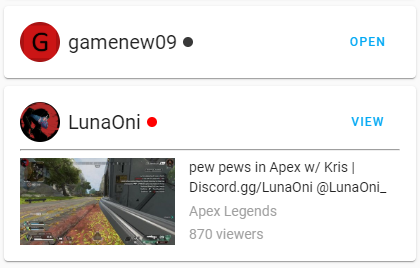 G
gamenew09
OPEN
LunaOni
VIEW
pew pews in Apex w/ Kris |
Discord.gg/LunaOni @LunaOni_
Apex Legends
870 viewers